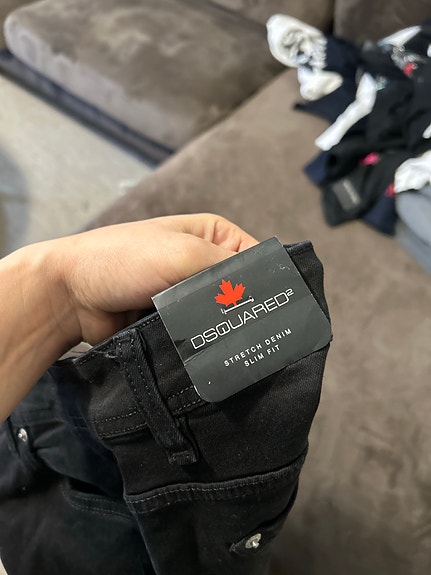 DSQUARED2
STRETCH DENIM
SLIM FIT